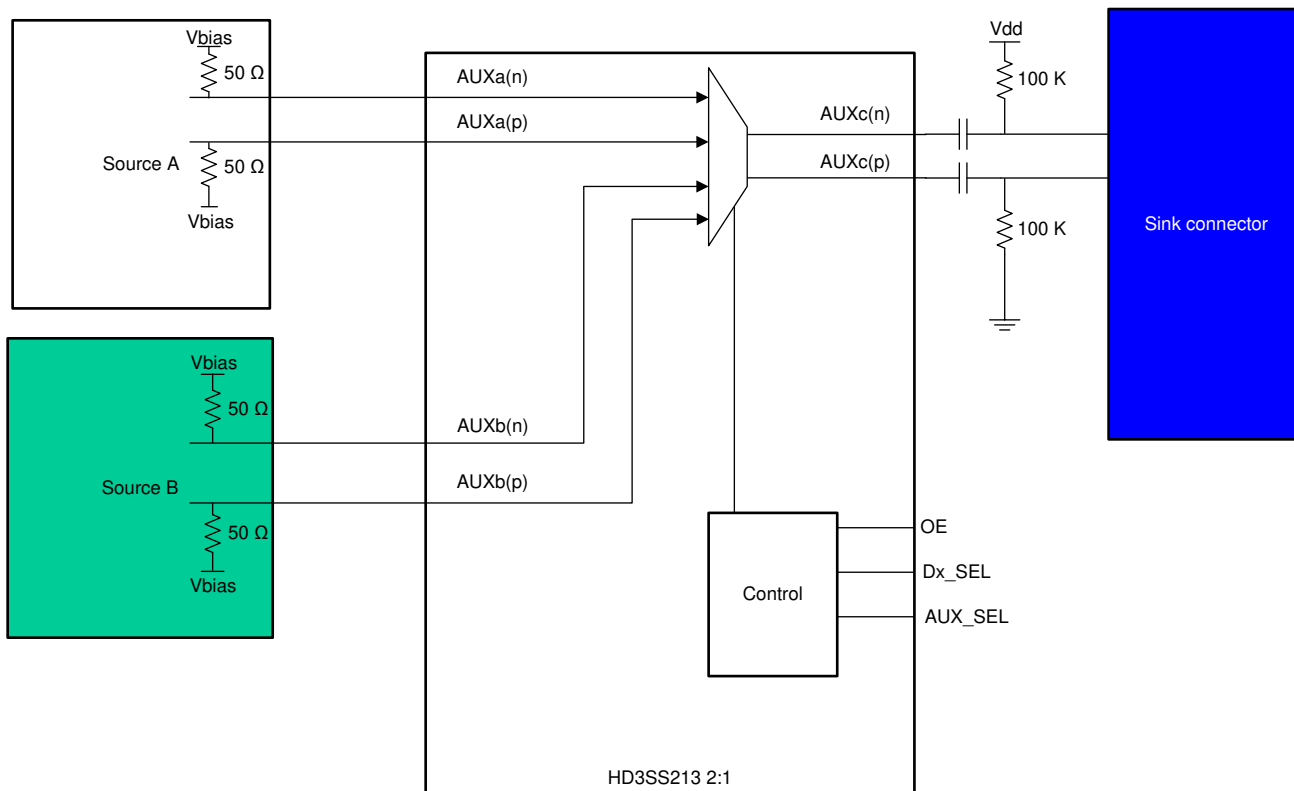 Vbias
50 Ω
Source A
50 Ω
Vbias
Vbias
50 Ω
Source B
50 Ω
Vbias
AUXa(n)
AUXa(p)
AUXb(n)
AUXb(p)
AUXc(n)
AUXc(p)
Control
OE
Dx_SEL
AUX_SEL
HD3SS213 2:1
Vdd
100 K
100 K
Sink connector